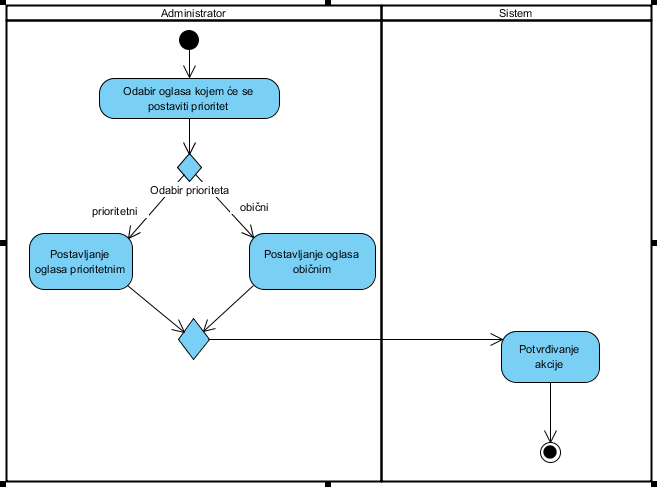 Administrator
Sistem
Odabir oglasa kojem će se
postaviti prioritet
Odabir prioriteta
prioritetni
obični
Postavljanje
oglasa prioritetnim
Postavljanje oglasa
običnim
Potvrđivanje
akcije